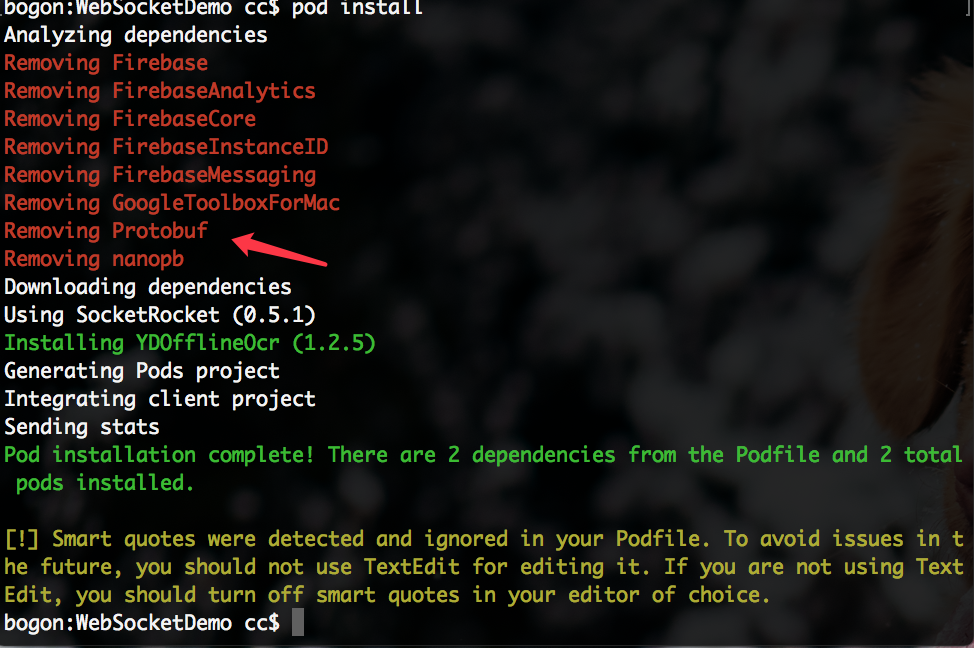 bogon:WebSocketDemo cc$ pod install
Analyzing dependencies
Removing Firebase
Removing FirebaseAnalytics
Removing FirebaseCore
Removing FirebaseInstanceID
Removing FirebaseMessaging
Removing GoogleToolboxForMac
Removing Protobuf
Removing nanopb
Downloading dependencies
Using SocketRocket (0.5.1)
Installing YDOfflineOcr (1.2.5)
Generating Pods project
Integrating client project
Sending stats
Pod installation complete! There are 2 dependencies from the Podfile and 2 total
pods installed.
[!] Smart quotes were detected and ignored in your Podfile. To avoid issues in t
he future, you should not use TextEdit for editing it. If you are not using Text
Edit, you should turn off smart quotes in your editor of choice.
bogon:WebSocketDemo cc$